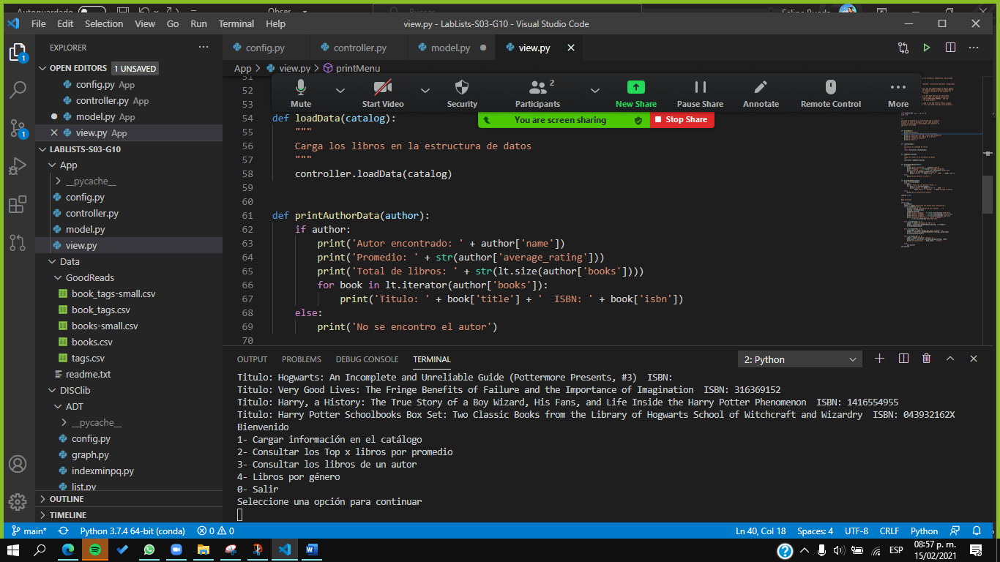 Autoguardado
Obser
Buscar
Felipe Rueda
File Edit Selection View Go Run Terminal Help
view.py - LabLists-S03-G10 - Visual Studio Code
EXPLORER
config.py controller.py model.py view.py
OPEN EDITORS 1 UNSAVED
App > view.py > printMenu
config.py App
controller.py App
model.py App
view.py App
LABLISTS-S03-G10
App
__pycache__
config.py
controller.py
model.py
view.py
Data
GoodReads
book_tags-small.csv
book_tags.csv
books-small.csv
books.csv
tags.csv
readme.txt
DISClib
ADT
__pycache__
config.py
graph.py
indexminpq.py
list.py
OUTLINE
TIMELINE
1
1
Mute Start Video Security Participants 2 New Share Pause Share Annotate Remote Control More
You are screen sharing Stop Share
51
52
53
54 def loadData(catalog):
55 """
56 Carga los libros en la estructura de datos
57 """
58 controller.loadData(catalog)
59
60
61 def printAuthorData(author):
62 if author:
63 print('Autor encontrado: ' + author['name'])
64 print('Promedio: ' + str(author['average_rating']))
65 print('Total de libros: ' + str(lt.size(author['books'])))
66 for book in lt.iterator(author['books']):
67 print('Titulo: ' + book['title'] + '  ISBN: ' + book['isbn'])
68 else:
69 print('No se encontro el autor')
70
OUTPUT PROBLEMS DEBUG CONSOLE TERMINAL
2: Python
Titulo: Hogwarts: An Incomplete and Unreliable Guide (Pottermore Presents, #3)  ISBN:
Titulo: Very Good Lives: The Fringe Benefits of Failure and the Importance of Imagination  ISBN: 316369152
Titulo: Harry, a History: The True Story of a Boy Wizard, His Fans, and Life Inside the Harry Potter Phenomenon  ISBN: 1416554955
Titulo: Harry Potter Schoolbooks Box Set: Two Classic Books from the Library of Hogwarts School of Witchcraft and Wizardry  ISBN: 043932162X
Bienvenido
1- Cargar información en el catálogo
2- Consultar los Top x libros por promedio
3- Consultar los libros de un autor
4- Libros por género
0- Salir
Seleccione una opción para continuar
main* Python 3.7.4 64-bit (conda) 0 0
Ln 40, Col 18 Spaces: 4 UTF-8 CRLF Python
ESP
08:57 p. m.
15/02/2021